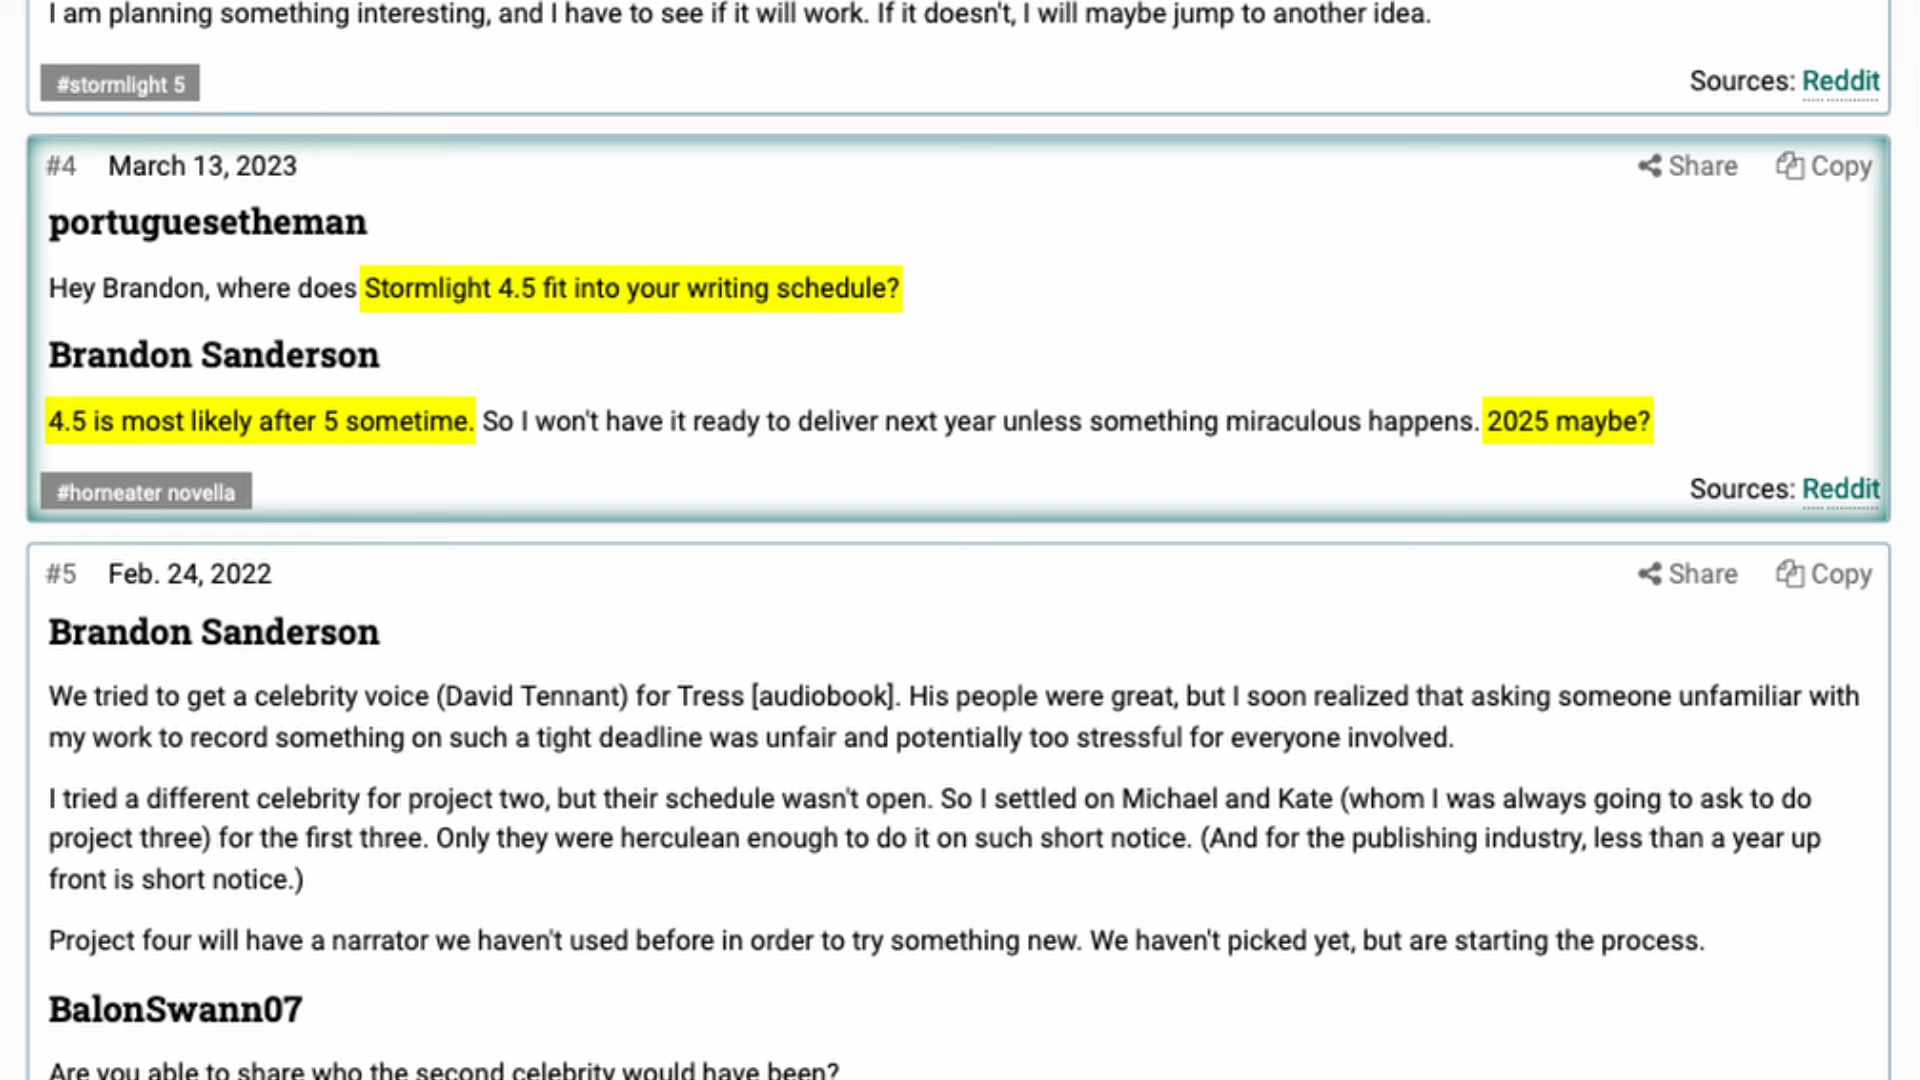 I am planning something interesting, and I have to see if it will work. If it doesn't, I will maybe jump to another idea.
#stormlight 5
Sources: Reddit
#4 March 13, 2023
Share Copy
portuguesetheman
Hey Brandon, where does Stormlight 4.5 fit into your writing schedule?
Brandon Sanderson
4.5 is most likely after 5 sometime. So I won't have it ready to deliver next year unless something miraculous happens. 2025 maybe?
#horneater novella
Sources: Reddit
#5 Feb. 24, 2022
Share Copy
Brandon Sanderson
We tried to get a celebrity voice (David Tennant) for Tress [audiobook]. His people were great, but I soon realized that asking someone unfamiliar with
my work to record something on such a tight deadline was unfair and potentially too stressful for everyone involved.
I tried a different celebrity for project two, but their schedule wasn't open. So I settled on Michael and Kate (whom I was always going to ask to do
project three) for the first three. Only they were herculean enough to do it on such short notice. (And for the publishing industry, less than a year up
front is short notice.)
Project four will have a narrator we haven't used before in order to try something new. We haven't picked yet, but are starting the process.
BalonSwann07
Are you able to share who the second celebrity would have been?